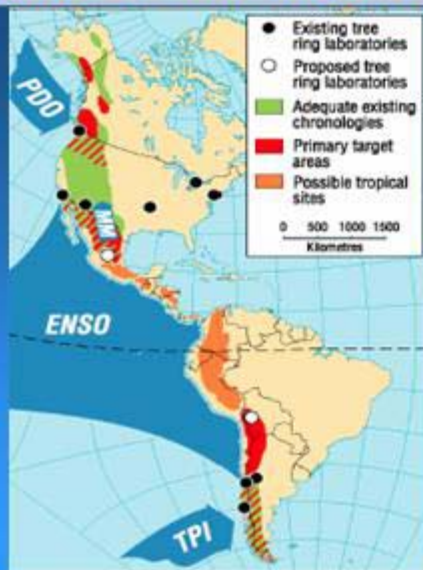 Existing tree
ring laboratories
Proposed tree
ring laboratories
Adequate existing
chronologies
Primary target
areas
Possible tropical
sites
0 500 1000 1500
Kilometres
PDO
MM
ENSO
TPI